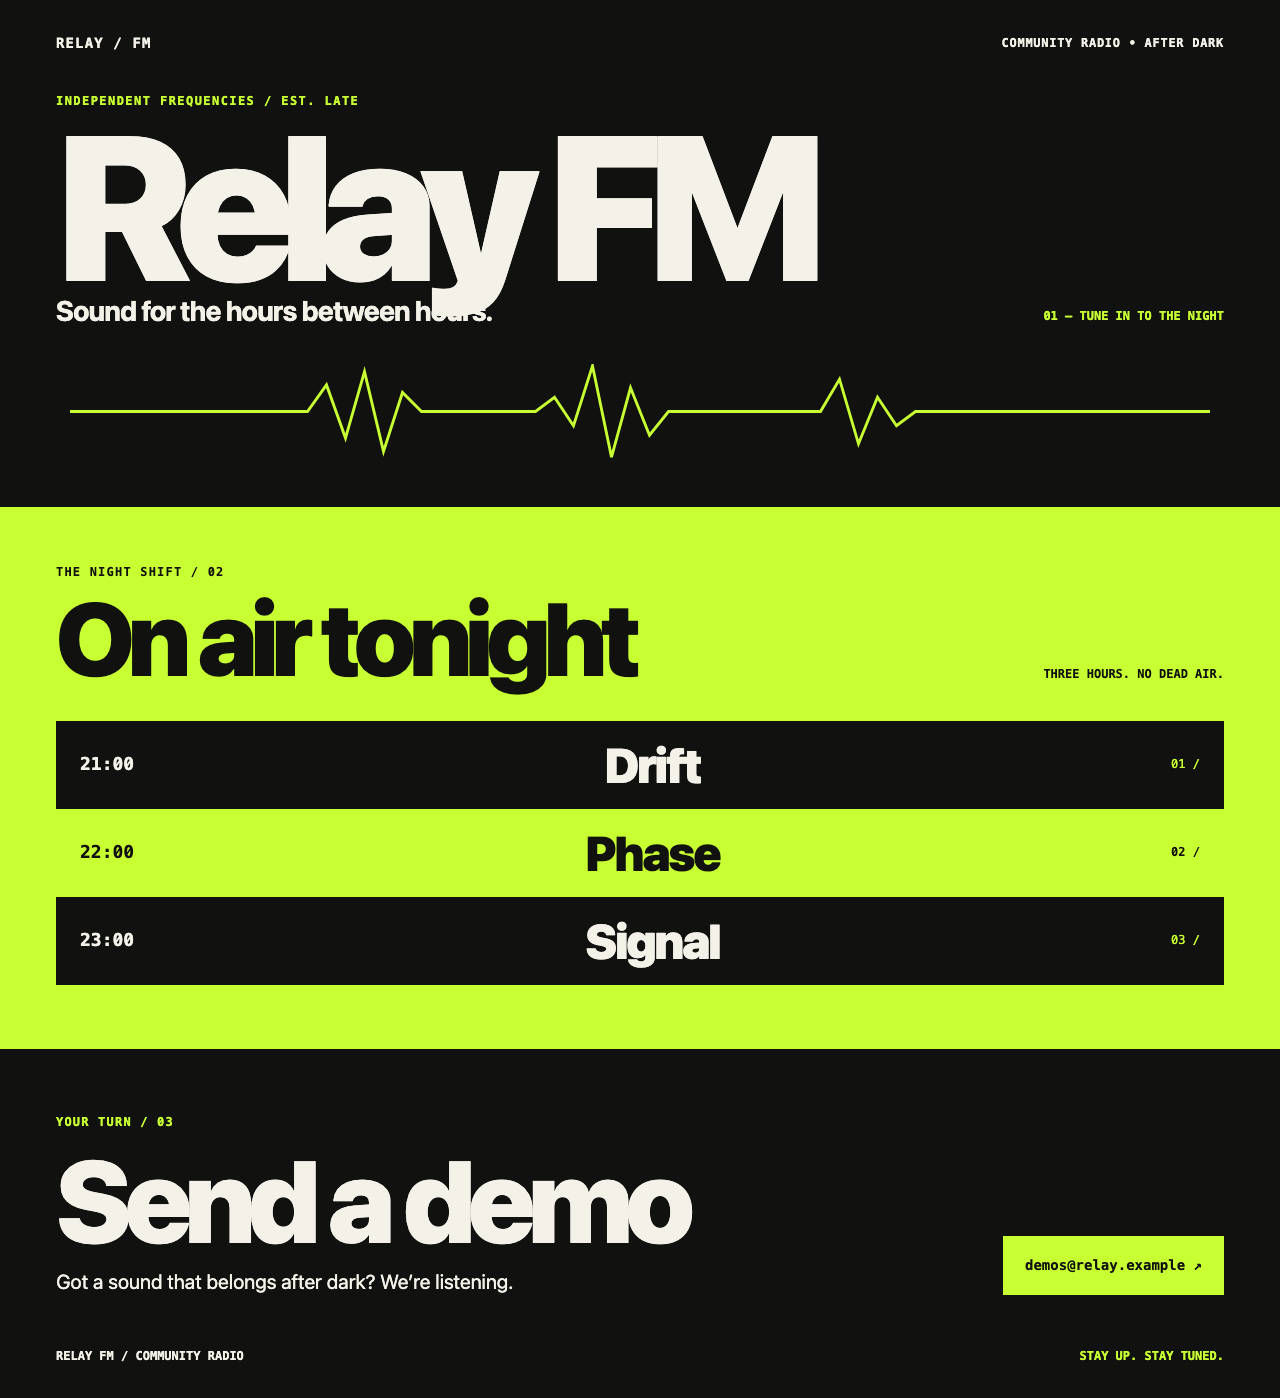 RELAY / FM
COMMUNITY RADIO • AFTER DARK
INDEPENDENT FREQUENCIES / EST. LATE
Relay FM
Sound for the hours between hours.
01 — TUNE IN TO THE NIGHT
THE NIGHT SHIFT / 02
On air tonight
THREE HOURS. NO DEAD AIR.
21:00 Drift 01 /
22:00 Phase 02 /
23:00 Signal 03 /
YOUR TURN / 03
Send a demo
Got a sound that belongs after dark? We’re listening.
demos@relay.example ↗
RELAY FM / COMMUNITY RADIO
STAY UP. STAY TUNED.